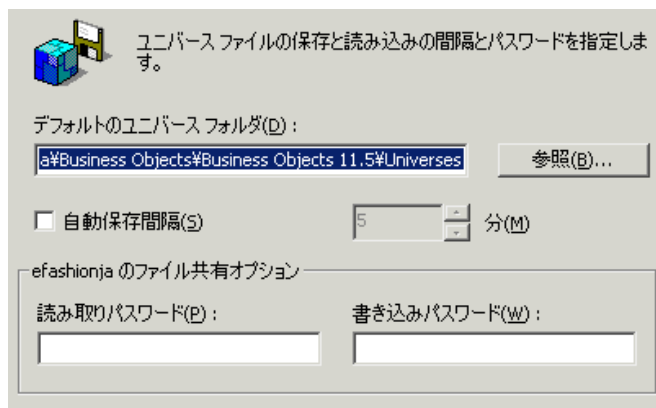 ユニバース ファイルの保存と読み込みの間隔とパスワードを指定しま
す。
デフォルトのユニバース フォルダ(D) :
a¥Business Objects¥Business Objects 11.5¥Universes
参照(B)...
自動保存間隔(S)
5
分(M)
efashionja のファイル共有オプション
読み取りパスワード(P) :
書き込みパスワード(W) :